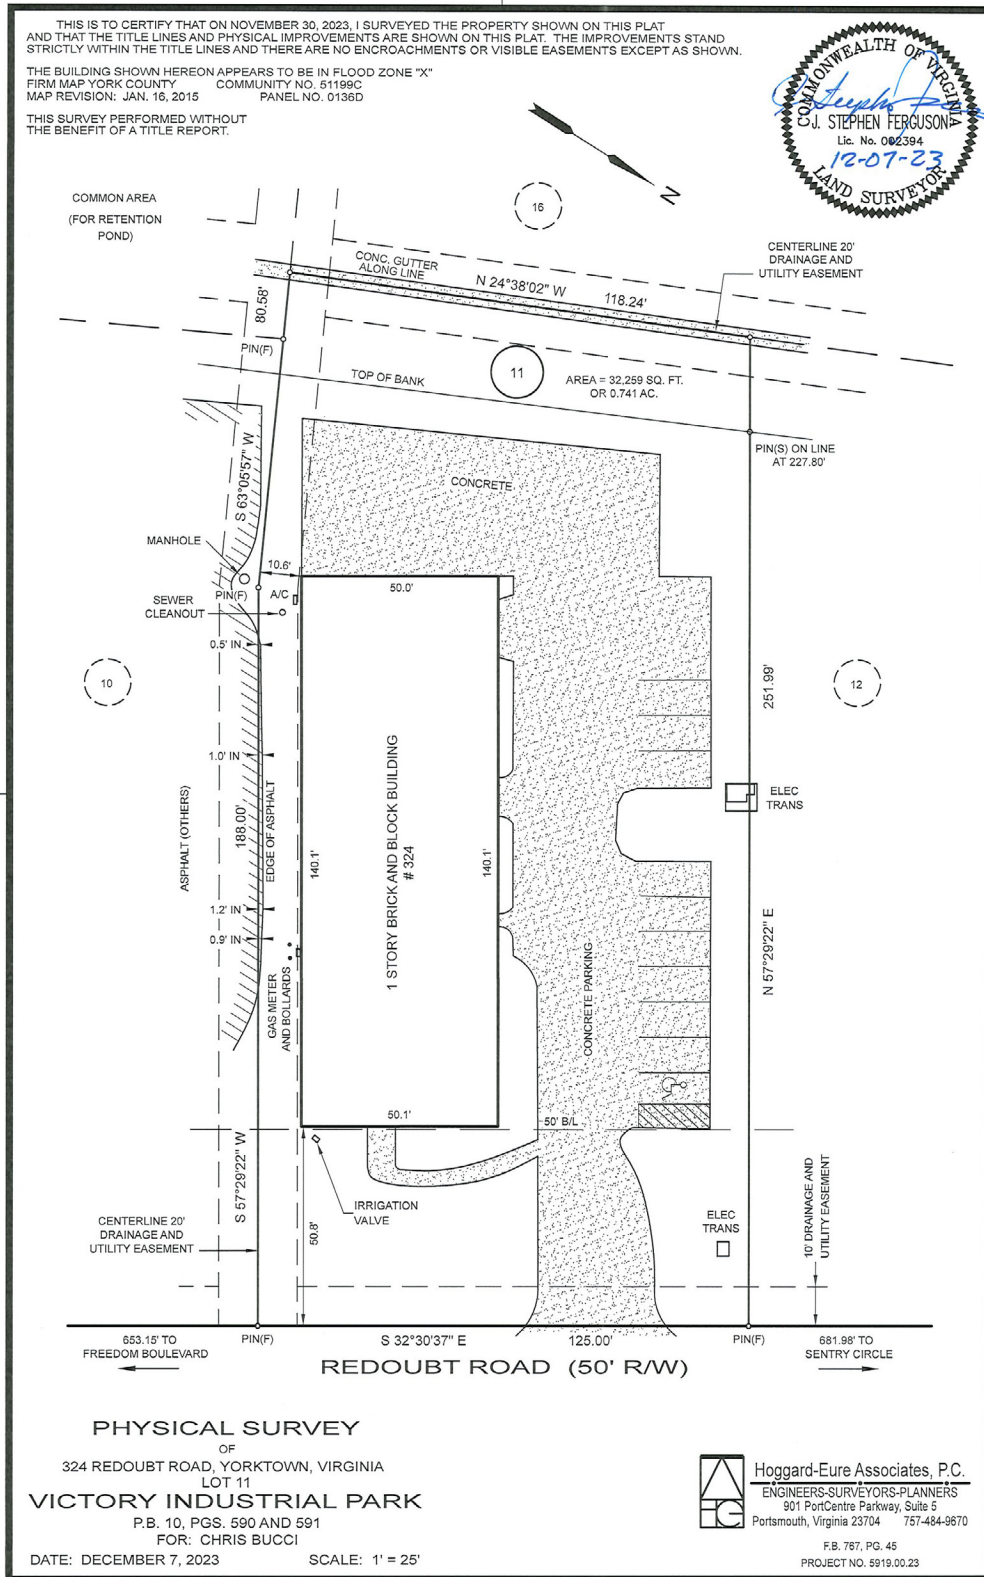 THIS IS TO CERTIFY THAT ON NOVEMBER 30, 2023, I SURVEYED THE PROPERTY SHOWN ON THIS PLAT
AND THAT THE TITLE LINES AND PHYSICAL IMPROVEMENTS ARE SHOWN ON THIS PLAT. THE IMPROVEMENTS STAND
STRICTLY WITHIN THE TITLE LINES AND THERE ARE NO ENCROACHMENTS OR VISIBLE EASEMENTS EXCEPT AS SHOWN.
THE BUILDING SHOWN HEREON APPEARS TO BE IN FLOOD ZONE "X"
FIRM MAP YORK COUNTY COMMUNITY NO. 51199C
MAP REVISION: JAN. 16, 2015 PANEL NO. 0136D
THIS SURVEY PERFORMED WITHOUT
THE BENEFIT OF A TITLE REPORT.
COMMONWEALTH OF VIRGINIA
J. STEPHEN FERGUSON
Lic. No. 002394
12-07-23
LAND SURVEYOR
N
COMMON AREA
(FOR RETENTION
POND)
16
CENTERLINE 20'
DRAINAGE AND
UTILITY EASEMENT
CONC. GUTTER
ALONG LINE
N 24°38'02" W
118.24'
80.58'
PIN(F)
TOP OF BANK
11
AREA = 32,259 SQ. FT.
OR 0.741 AC.
PIN(S) ON LINE
AT 227.80'
S 63°05'57" W
CONCRETE
MANHOLE
10.6'
PIN(F)
A/C
50.0'
SEWER
CLEANOUT
0.5' IN
10
12
251.99'
1.0' IN
ELEC
TRANS
ASPHALT (OTHERS)
188.00'
EDGE OF ASPHALT
140.1'
1 STORY BRICK AND BLOCK BUILDING
# 324
140.1'
1.2' IN
0.9' IN
GAS METER
AND BOLLARDS
CONCRETE PARKING
N 57°29'22" E
50.1'
50' B/L
S 57°29'22" W
IRRIGATION
VALVE
50.8'
CENTERLINE 20'
DRAINAGE AND
UTILITY EASEMENT
ELEC
TRANS
10' DRAINAGE AND
UTILITY EASEMENT
653.15' TO
FREEDOM BOULEVARD
PIN(F)
S 32°30'37" E
125.00'
PIN(F)
681.98' TO
SENTRY CIRCLE
REDOUBT ROAD (50' R/W)
PHYSICAL SURVEY
OF
324 REDOUBT ROAD, YORKTOWN, VIRGINIA
LOT 11
VICTORY INDUSTRIAL PARK
P.B. 10, PGS. 590 AND 591
FOR: CHRIS BUCCI
DATE: DECEMBER 7, 2023 SCALE: 1' = 25'
Hoggard-Eure Associates, P.C.
ENGINEERS-SURVEYORS-PLANNERS
901 PortCentre Parkway, Suite 5
Portsmouth, Virginia 23704 757-484-9670
F.B. 767, PG. 45
PROJECT NO. 5919.00.23